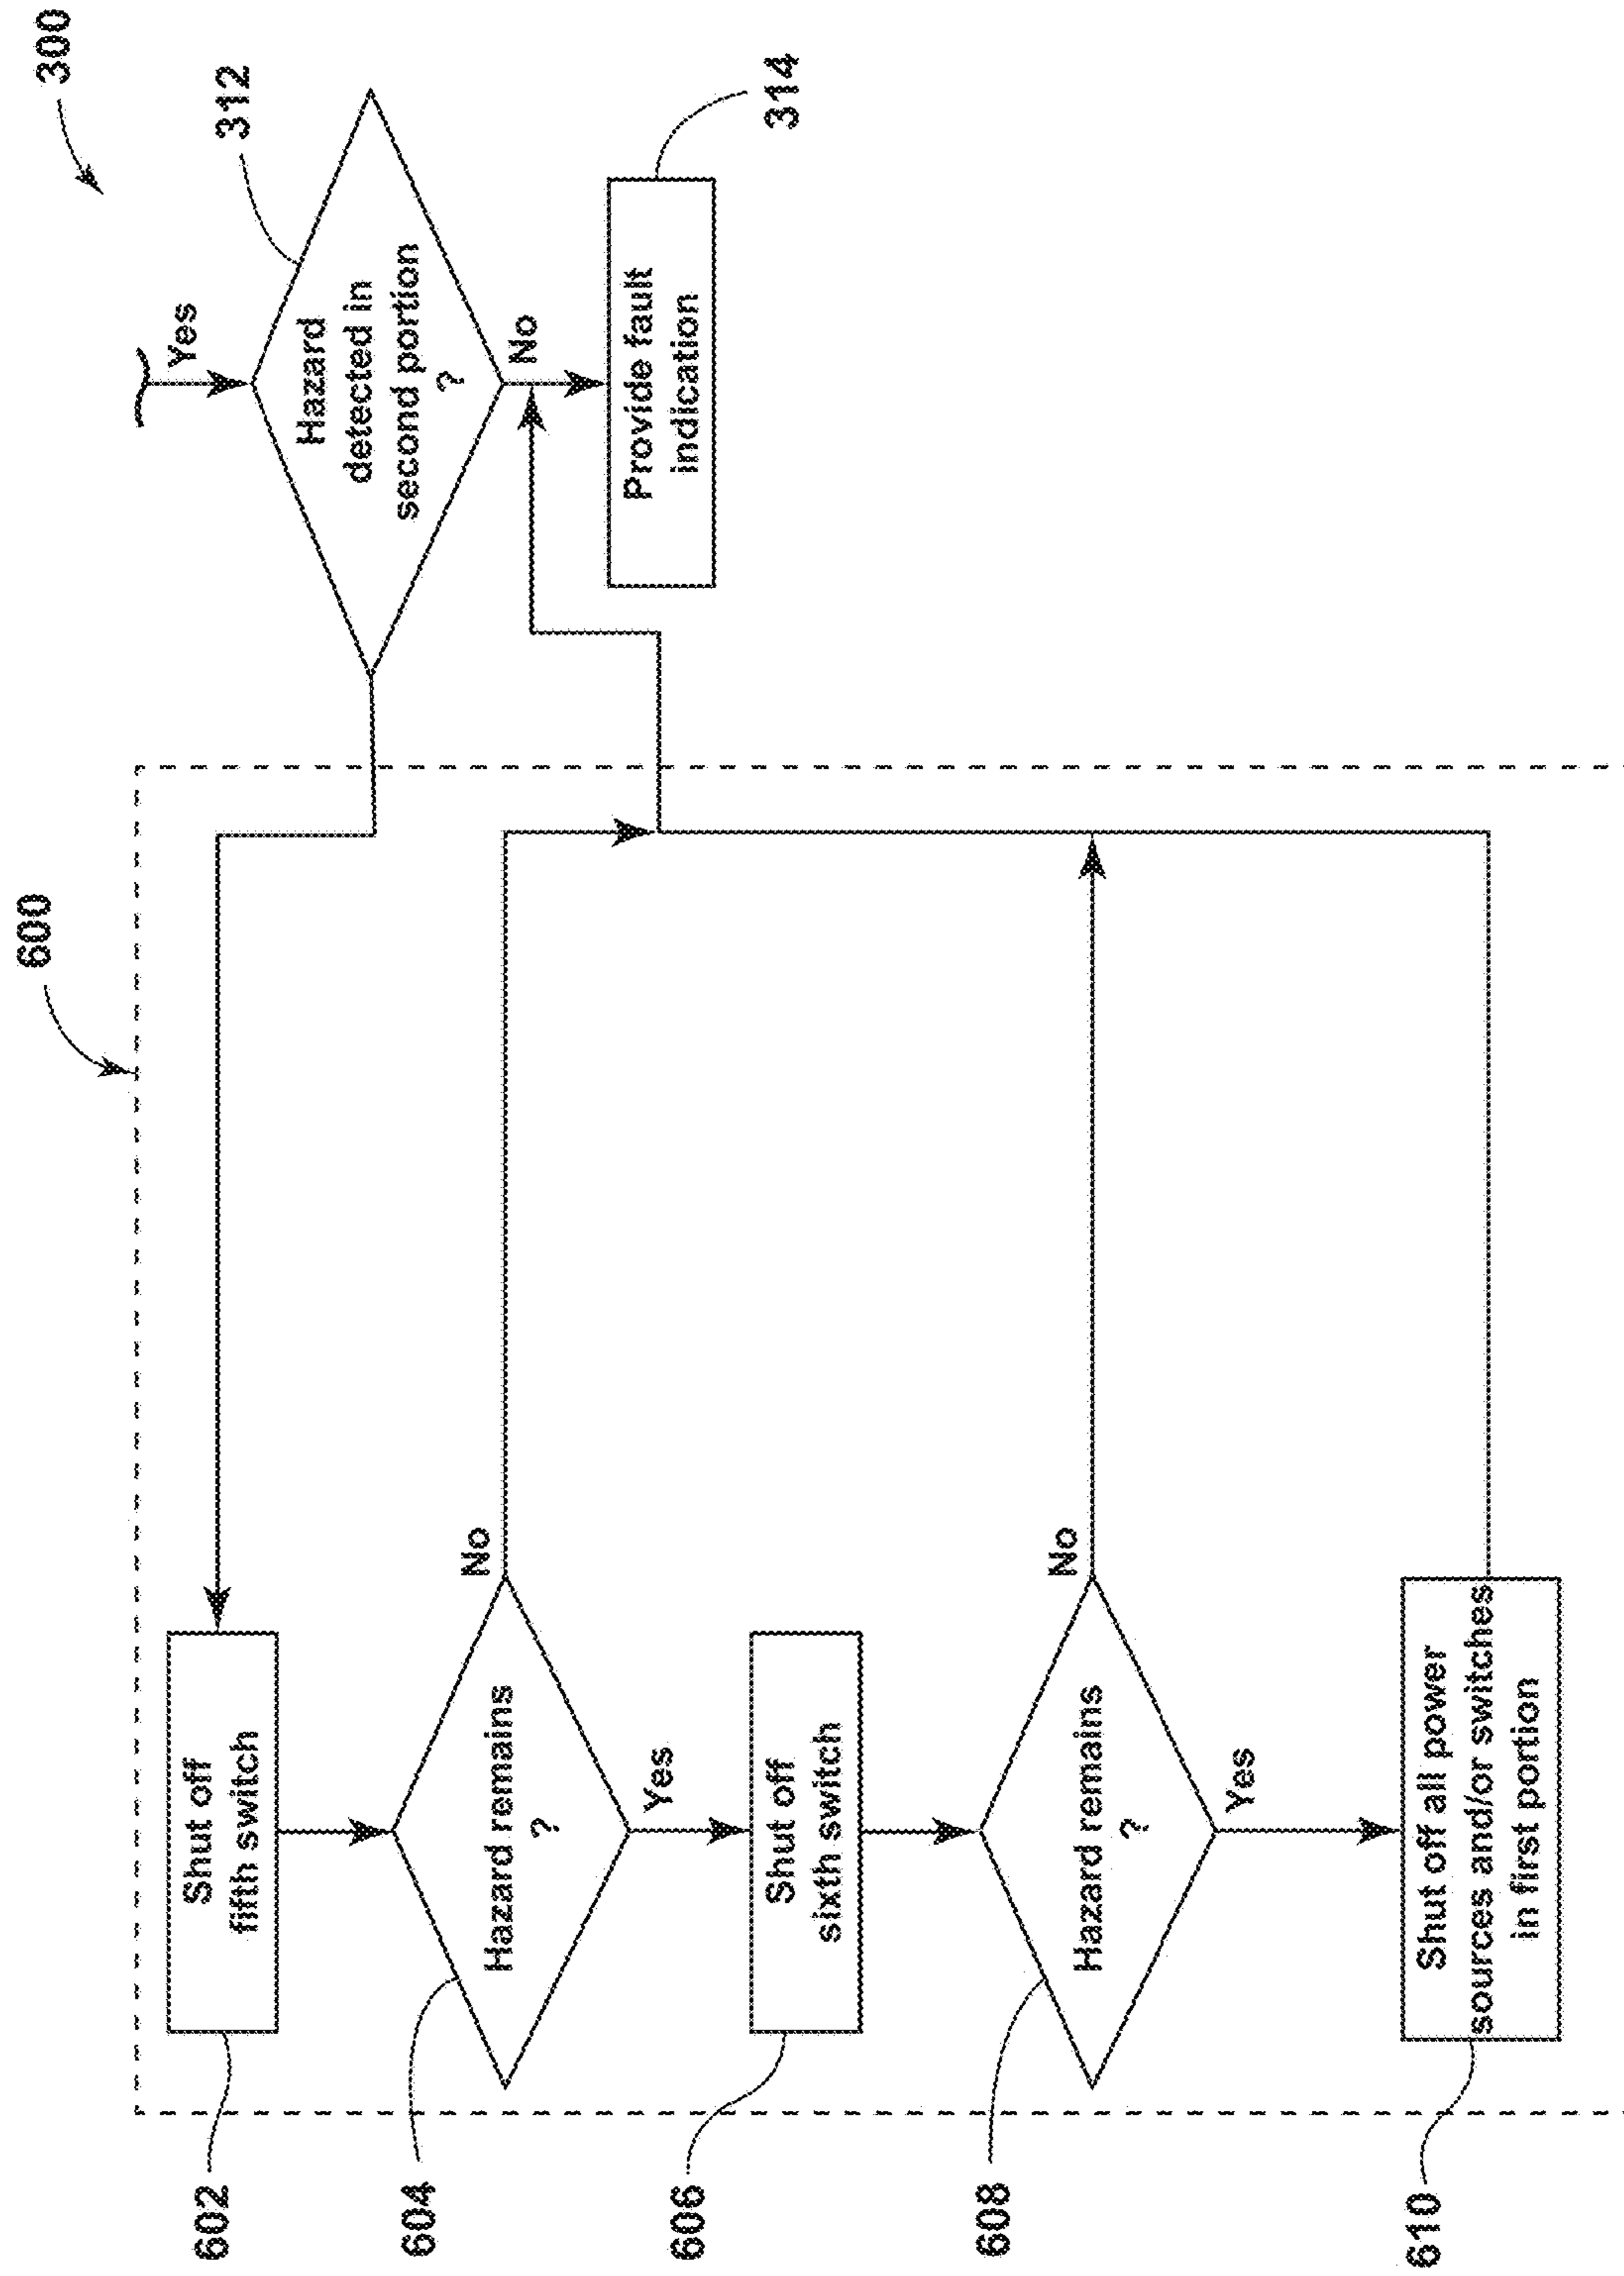 300
600
312
Yes
Hazard
detected in
second portion
?
No
Provide fault
indication
314
602
Shut off
fifth switch
604
Hazard remains
?
No
Yes
606
Shut off
sixth switch
608
Hazard remains
?
No
Yes
610
Shut off all power
sources and/or switches
in first portion